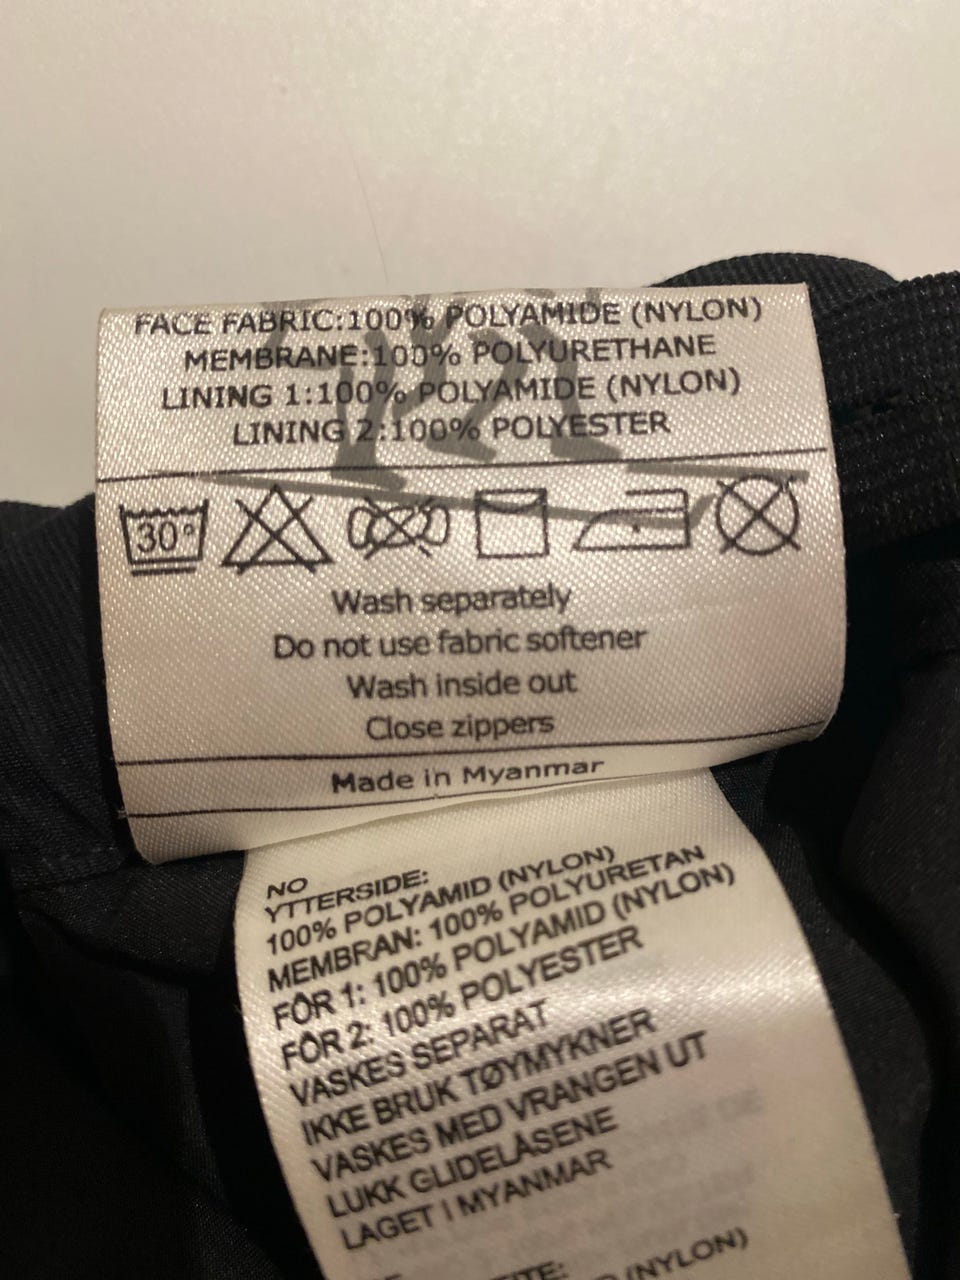 FACE FABRIC:100% POLYAMIDE (NYLON)
MEMBRANE:100% POLYURETHANE
LINING 1:100% POLYAMIDE (NYLON)
LINING 2:100% POLYESTER
30°
Wash separately
Do not use fabric softener
Wash inside out
Close zippers
Made in Myanmar
NO
YTTERSIDE:
100% POLYAMID (NYLON)
MEMBRAN: 100% POLYURETAN
FÔR 1: 100% POLYAMID (NYLON)
FÔR 2: 100% POLYESTER
VASKES SEPARAT
IKKE BRUK TØYMYKNER
VASKES MED VRANGEN UT
LUKK GLIDELÅSENE
LAGET I MYANMAR
(NYLON)